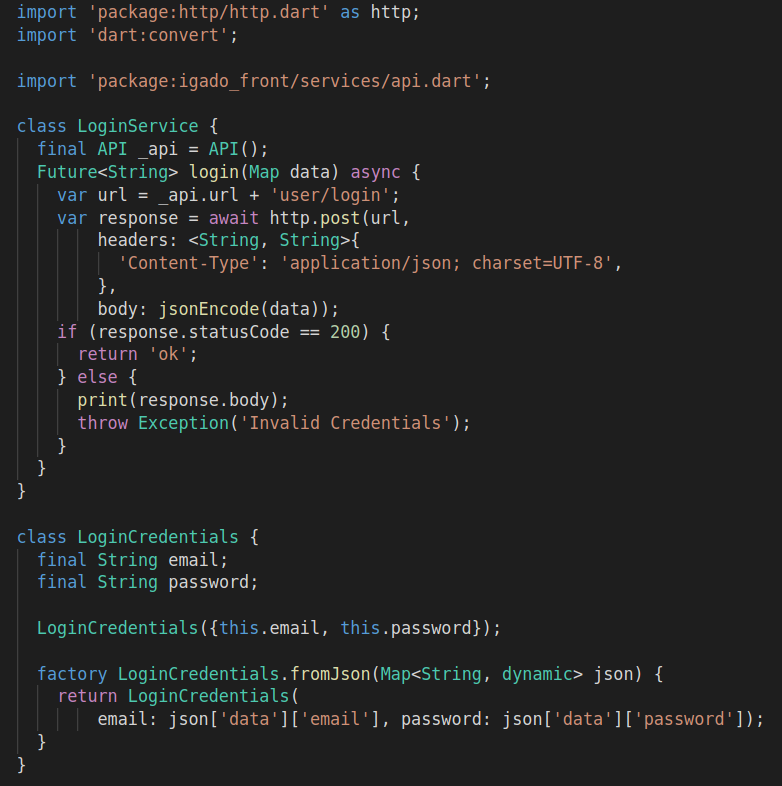 import 'package:http/http.dart' as http;
import 'dart:convert';

import 'package:igado_front/services/api.dart';

class LoginService {
  final API _api = API();
  Future<String> login(Map data) async {
    var url = _api.url + 'user/login';
    var response = await http.post(url,
        headers: <String, String>{
          'Content-Type': 'application/json; charset=UTF-8',
        },
        body: jsonEncode(data));
    if (response.statusCode == 200) {
      return 'ok';
    } else {
      print(response.body);
      throw Exception('Invalid Credentials');
    }
  }
}

class LoginCredentials {
  final String email;
  final String password;

  LoginCredentials({this.email, this.password});

  factory LoginCredentials.fromJson(Map<String, dynamic> json) {
    return LoginCredentials(
        email: json['data']['email'], password: json['data']['password']);
  }
}